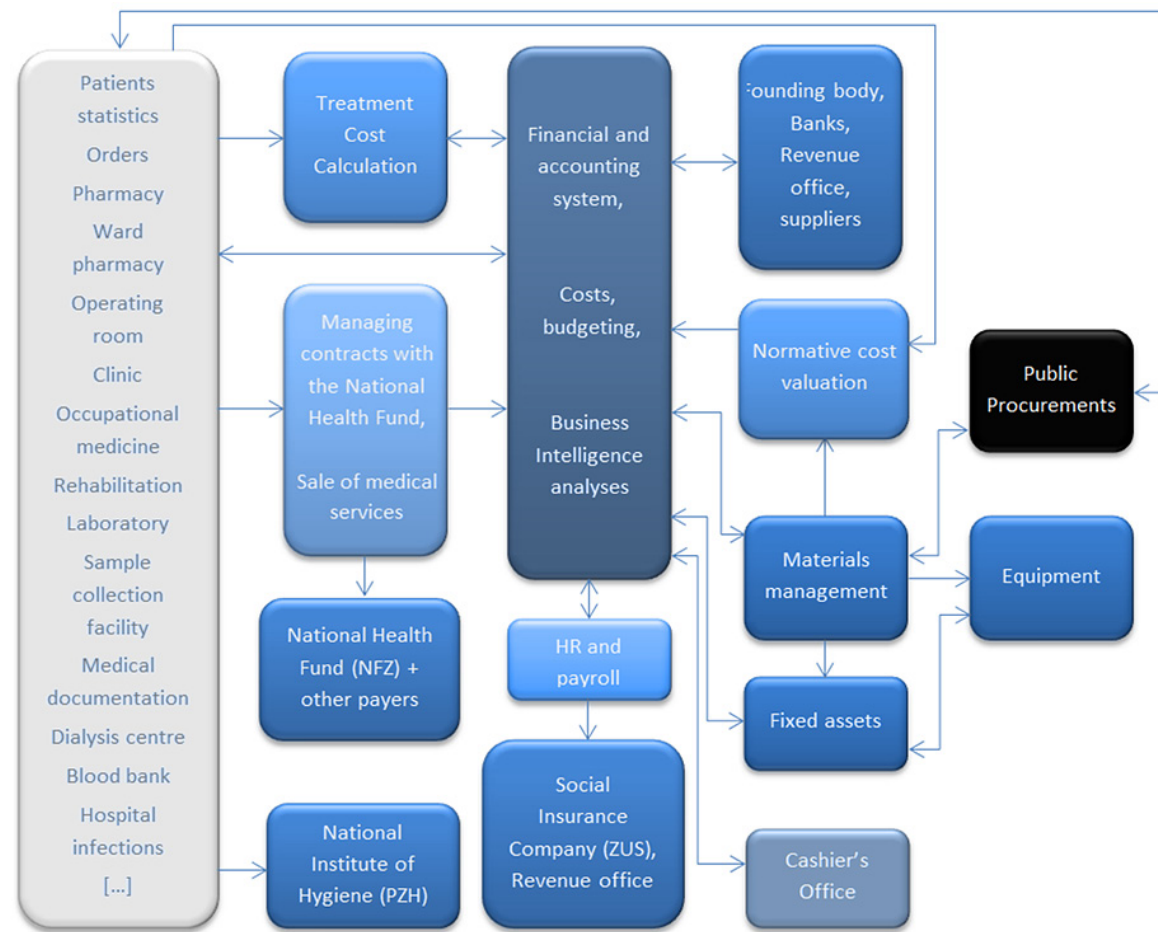 Patients
statistics
Orders
Pharmacy
Ward
pharmacy
Operating
room
Clinic
Occupational
medicine
Rehabilitation
Laboratory
Sample
collection
facility
Medical
documentation
Dialysis centre
Blood bank
Hospital
infections
[...]
Treatment
Cost
Calculation
Managing
contracts with
the National
Health Fund,
Sale of medical
services
National Health
Fund (NFZ) +
other payers
National
Institute of
Hygiene (PZH)
Financial and
accounting
system,
Costs,
budgeting,
Business
Intelligence
analyses
HR and
payroll
Social
Insurance
Company (ZUS),
Revenue office
Founding body,
Banks,
Revenue
office,
suppliers
Normative cost
valuation
Materials
management
Fixed assets
Cashier's
Office
Public
Procurements
Equipment